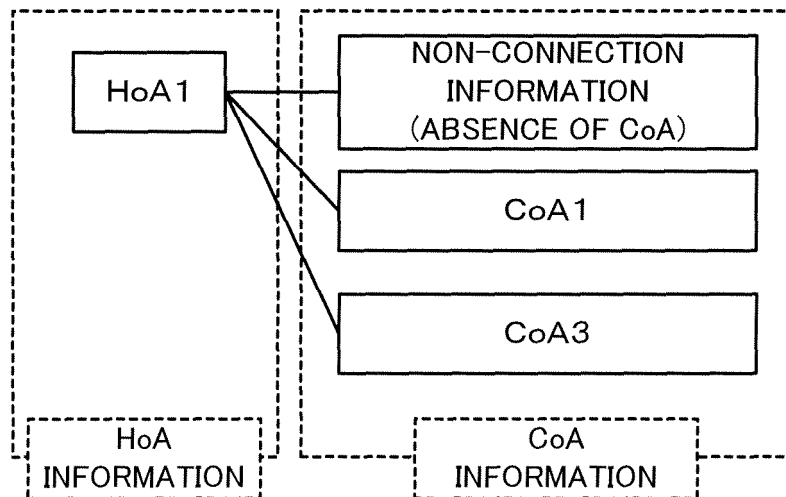 HoA1
NON-CONNECTION
INFORMATION
(ABSENCE OF CoA)
CoA1
CoA3
HoA
INFORMATION
CoA
INFORMATION